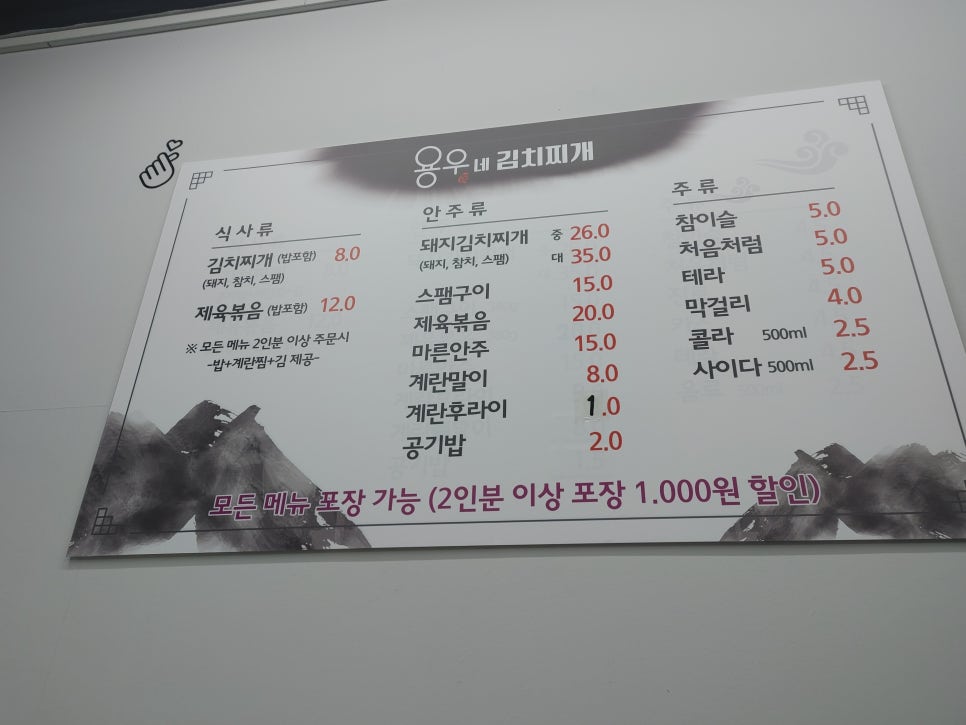 용우네 김치찌개
식사류
김치찌개 (밥포함) 8.0
(돼지, 참치, 스팸)
제육볶음 (밥포함) 12.0
※ 모든 메뉴 2인분 이상 주문시
-밥+계란찜+김 제공-
안주류
돼지김치찌개 중 26.0
(돼지, 참치, 스팸) 대 35.0
스팸구이 15.0
제육볶음 20.0
마른안주 15.0
계란말이 8.0
계란후라이 1.0
공기밥 2.0
주류
참이슬 5.0
처음처럼 5.0
테라 5.0
막걸리 4.0
콜라 500ml 2.5
사이다 500ml 2.5
모든 메뉴 포장 가능 (2인분 이상 포장 1.000원 할인)